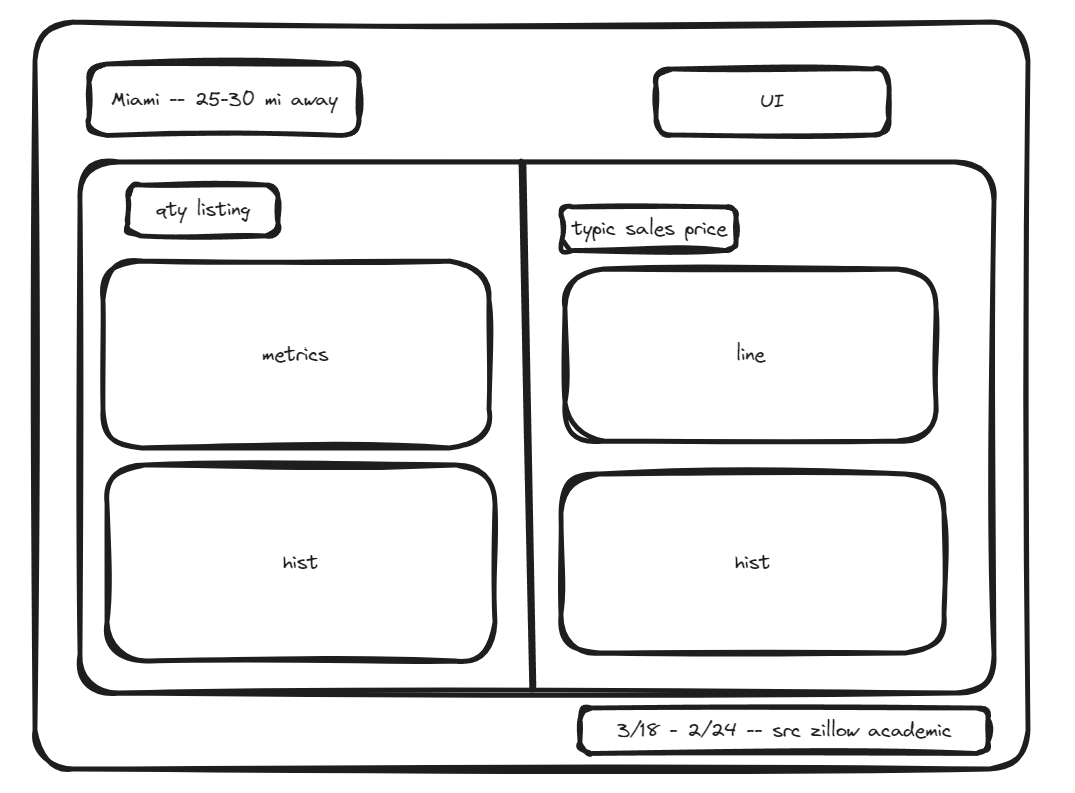 Miami -- 25-30 mi away
UI
qty listing
typic sales price
metrics
line
hist
hist
3/18 - 2/24 -- src zillow academic